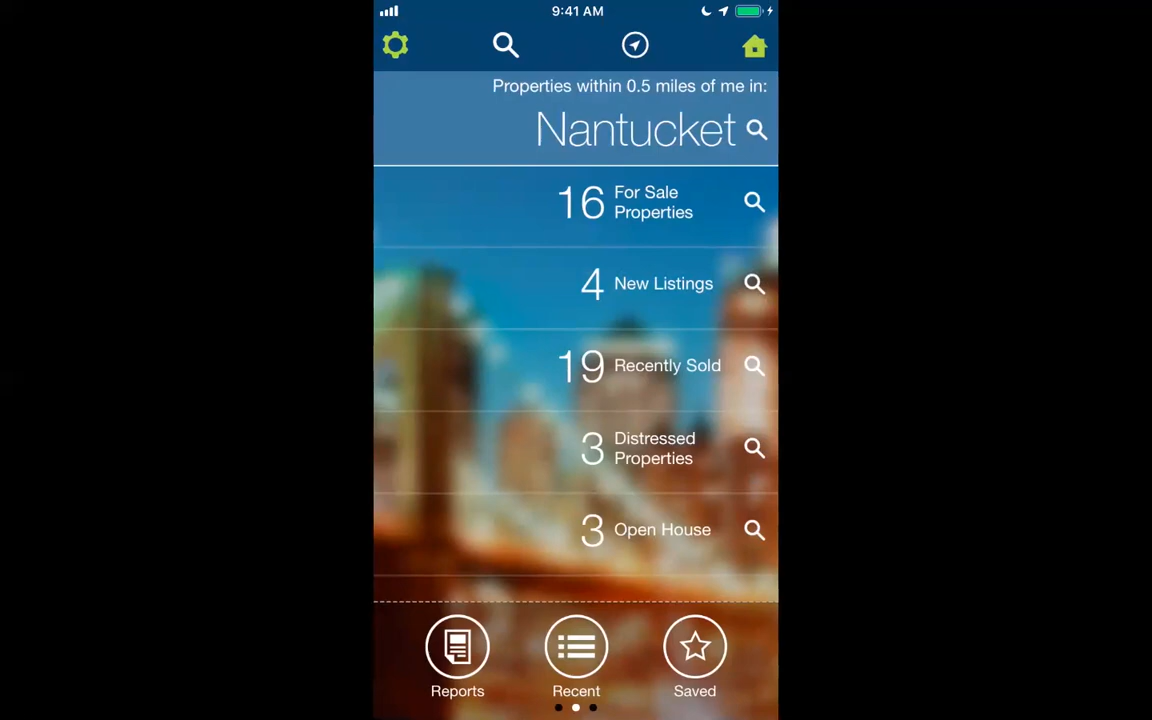 9:41 AM
Properties within 0.5 miles of me in:
Nantucket
16 For Sale
Properties
4 New Listings
19 Recently Sold
3 Distressed
Properties
3 Open House
Reports Recent Saved